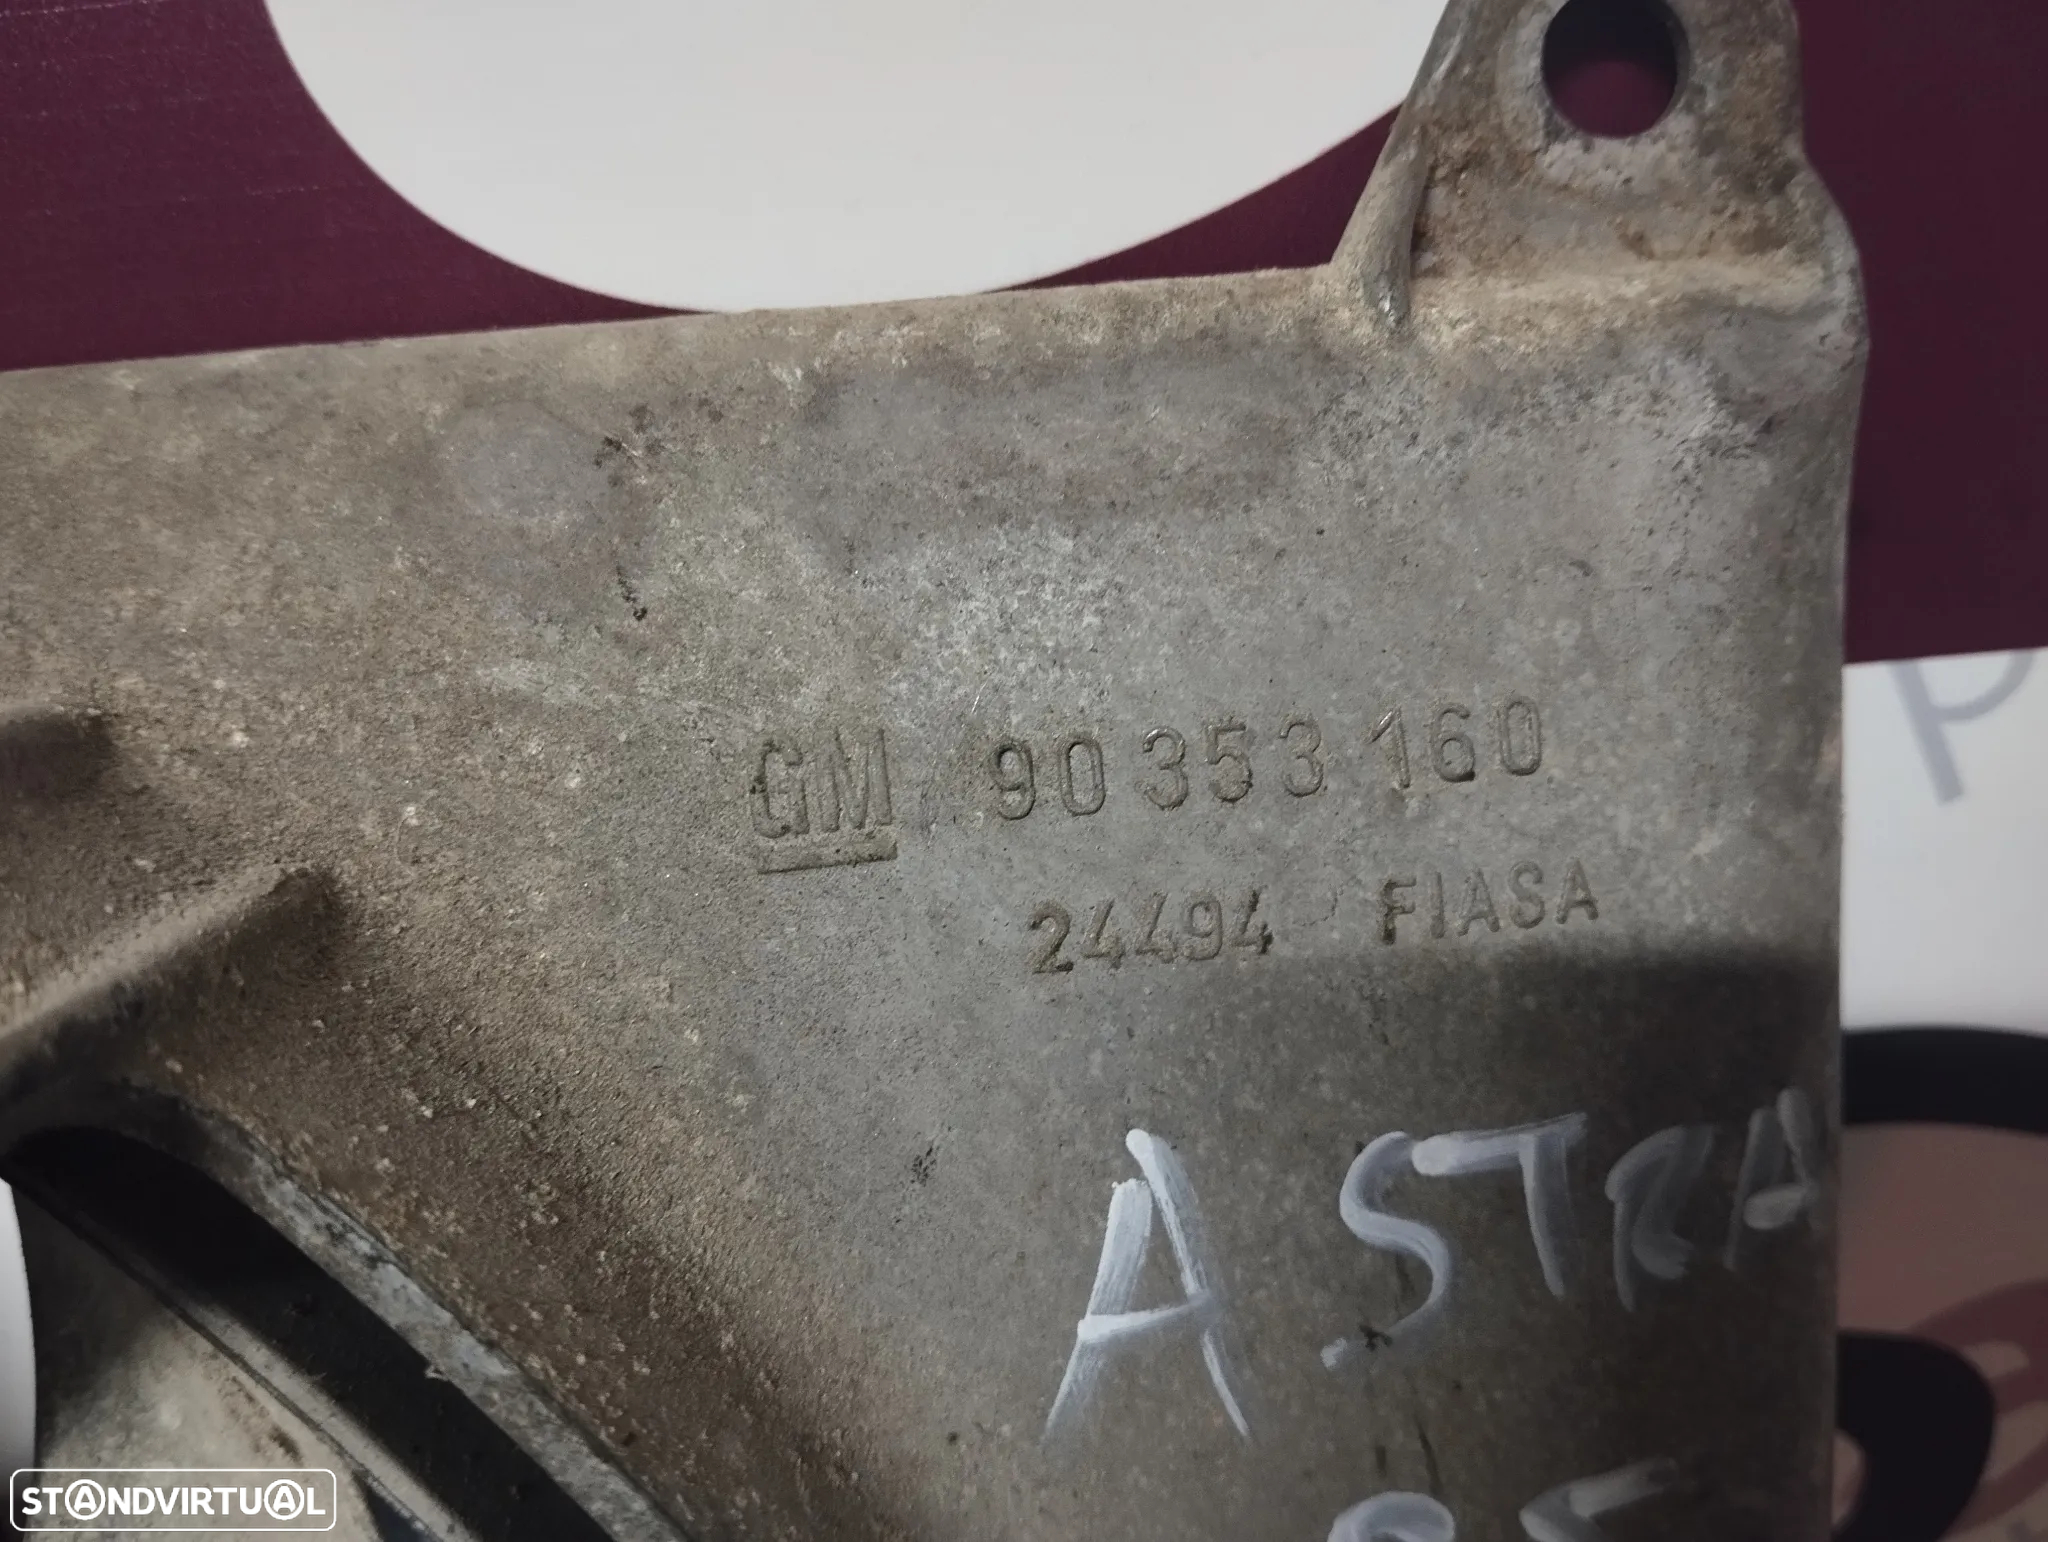 GM 90 353 160
24494 FIASA
ASTRA
P
STANDVIRTUAL